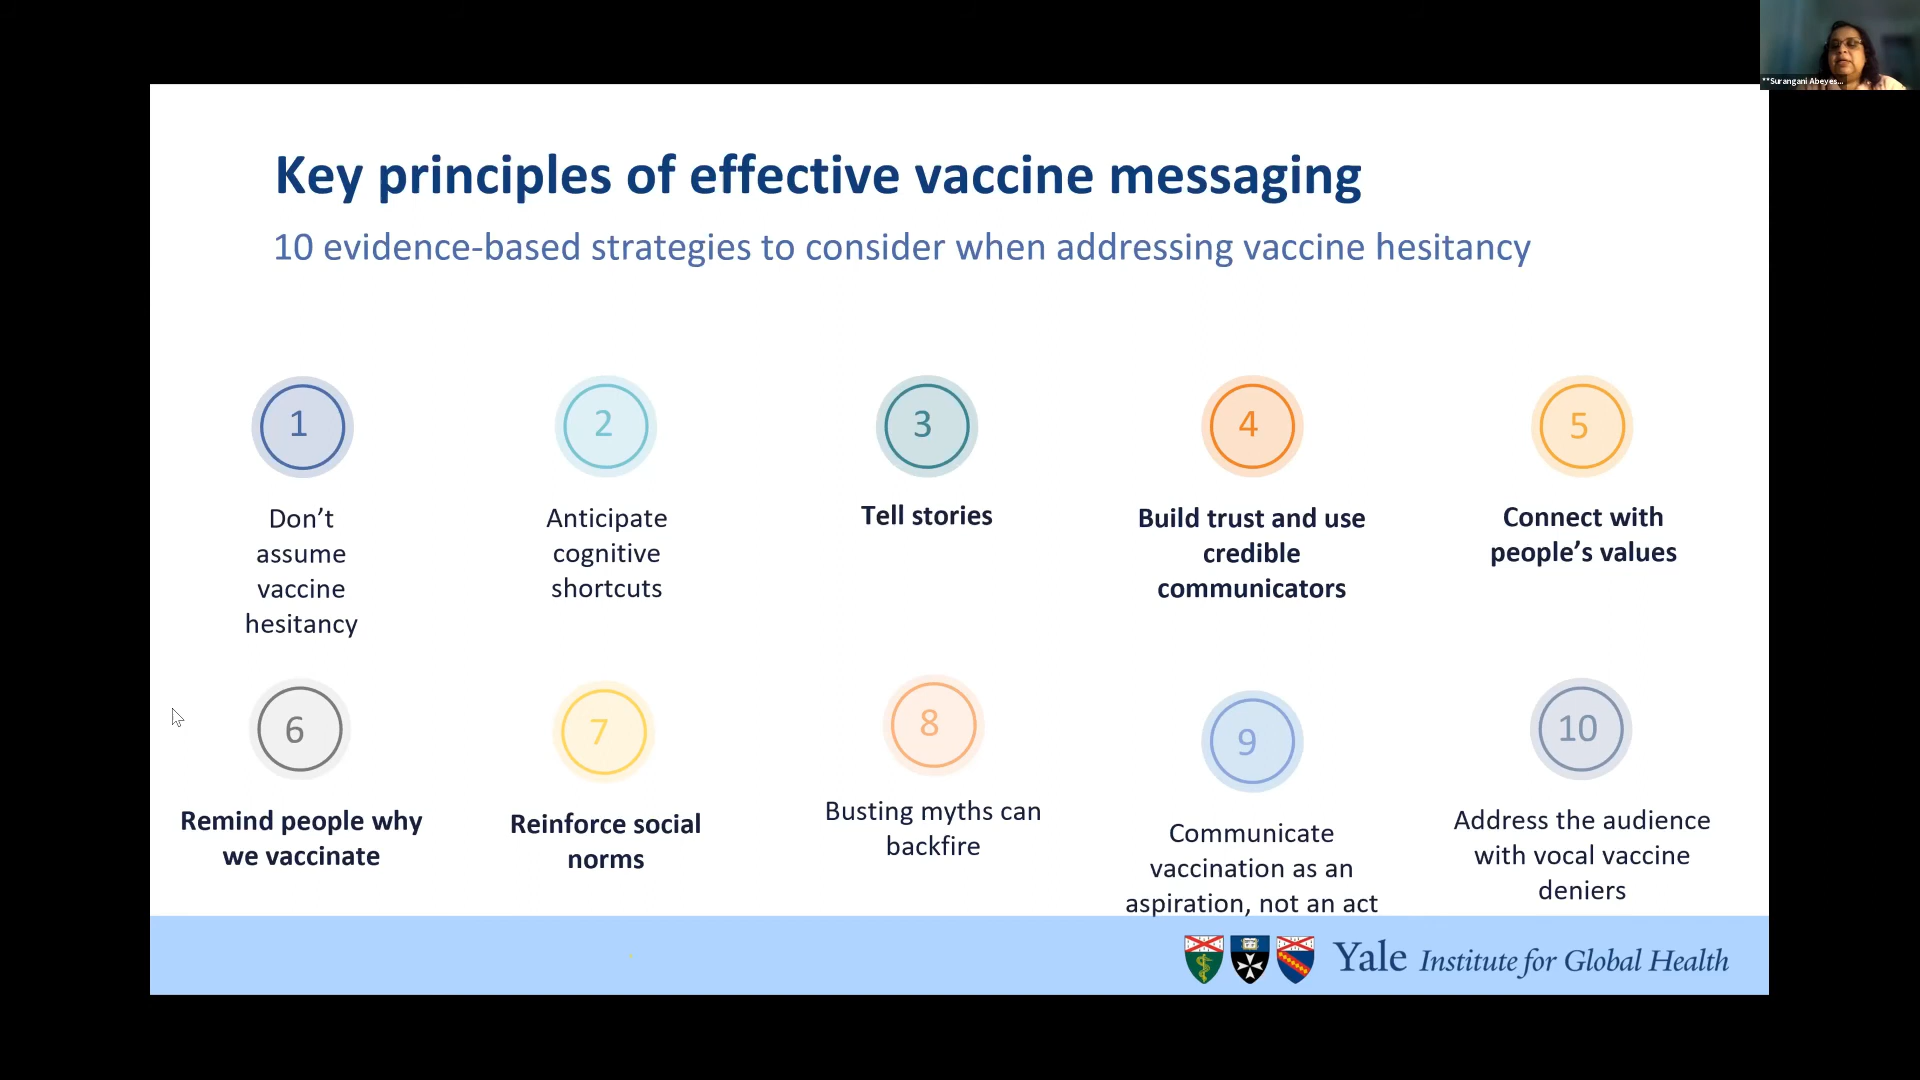 **Surangani Abeyes...
Key principles of effective vaccine messaging
10 evidence-based strategies to consider when addressing vaccine hesitancy
1
Don’t
assume
vaccine
hesitancy
2
Anticipate
cognitive
shortcuts
3
Tell stories
4
Build trust and use
credible
communicators
5
Connect with
people’s values
6
Remind people why
we vaccinate
7
Reinforce social
norms
8
Busting myths can
backfire
9
Communicate
vaccination as an
aspiration, not an act
10
Address the audience
with vocal vaccine
deniers
Yale Institute for Global Health